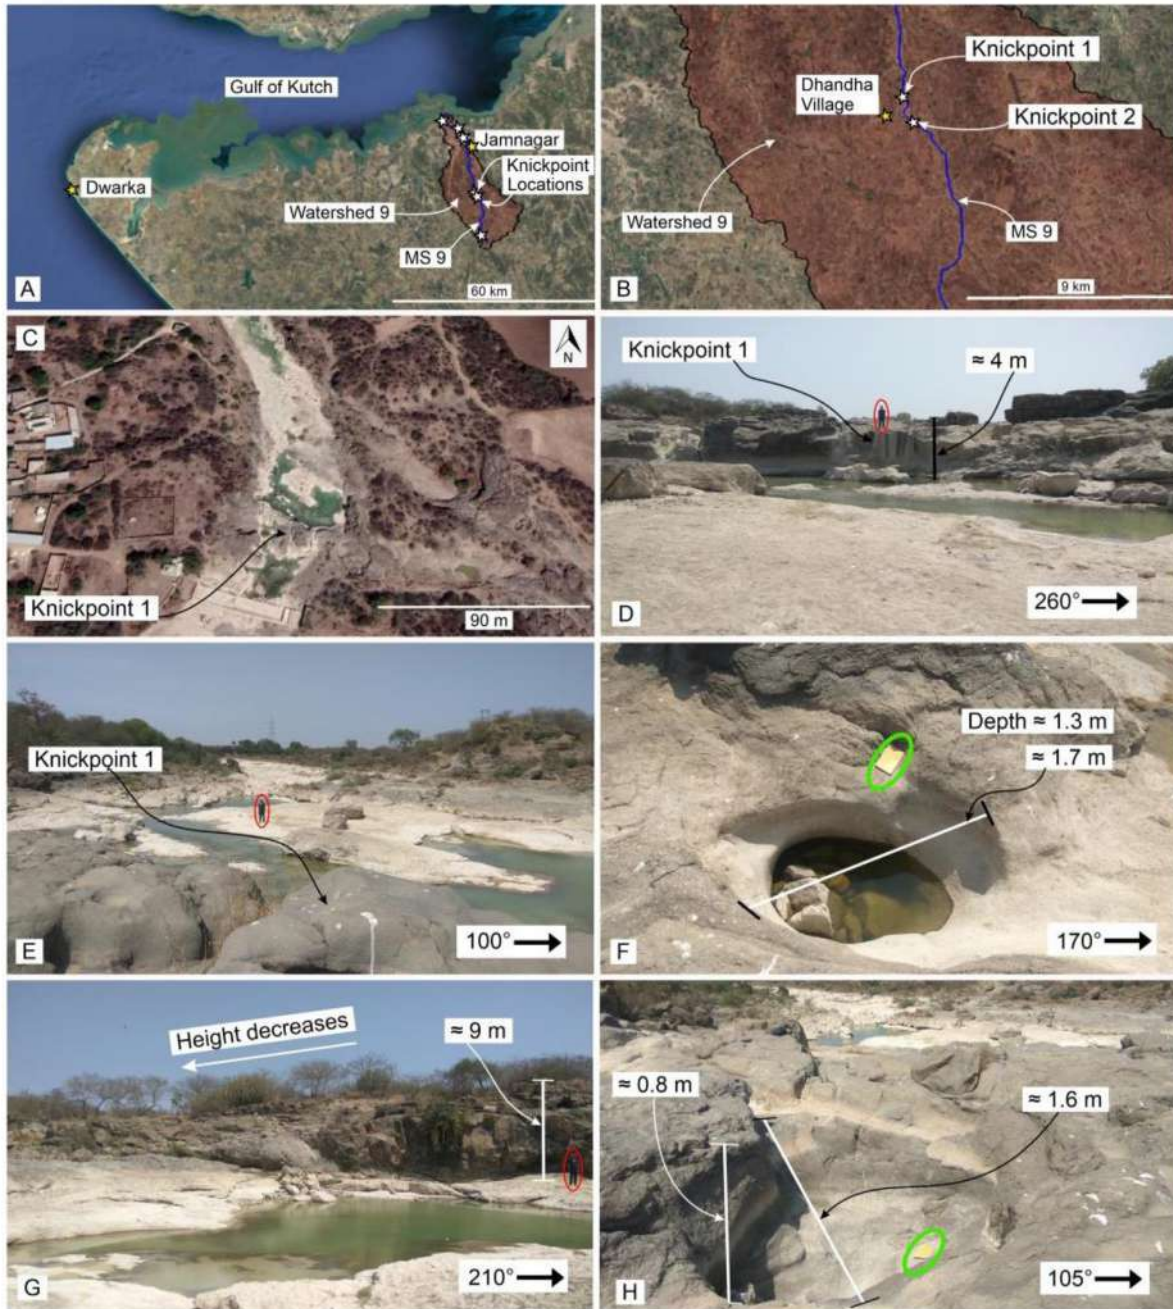 Gulf of Kutch
Jamnagar
Knickpoint
Locations
Dwarka
Watershed 9
MS 9
60 km
A
Knickpoint 1
Dhandha
Village
Knickpoint 2
Watershed 9
MS 9
9 km
B
C
N
Knickpoint 1
90 m
Knickpoint 1
≈ 4 m
260°
D
Knickpoint 1
100°
E
Depth ≈ 1.3 m
≈ 1.7 m
170°
F
Height decreases
≈ 9 m
210°
G
≈ 0.8 m
≈ 1.6 m
105°
H